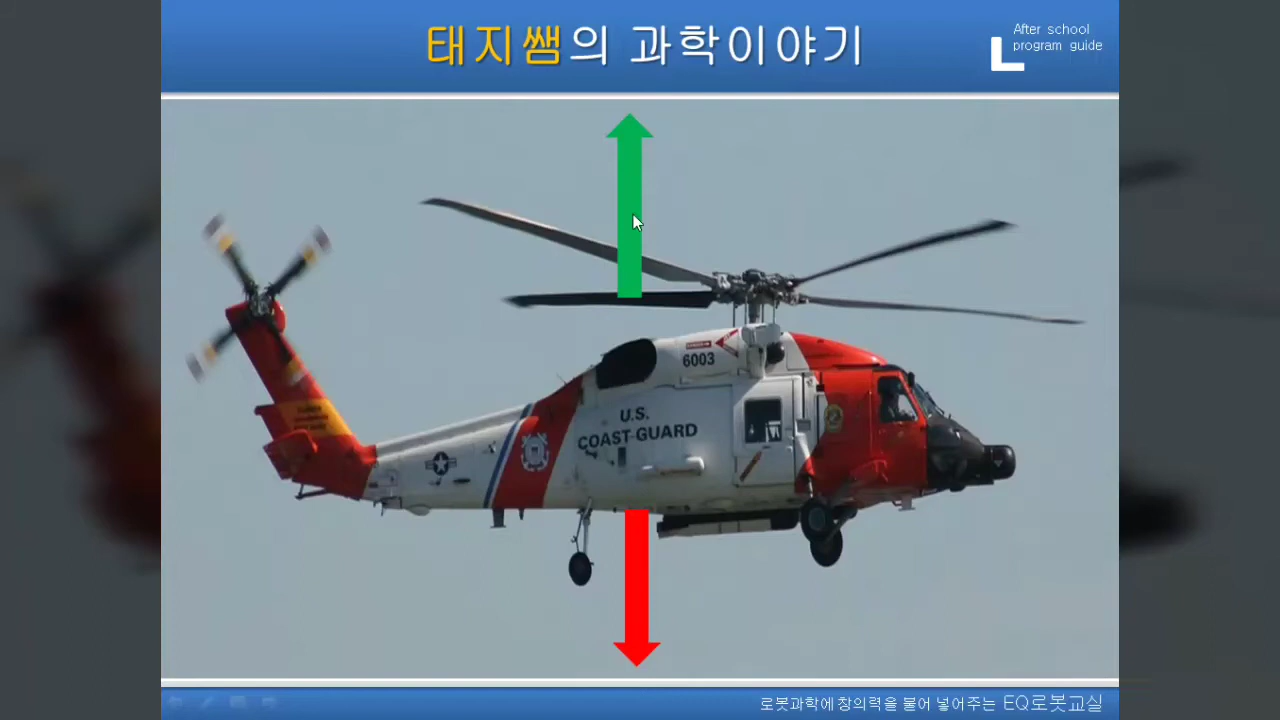 태지쌤의 과학이야기
After school
program guide
6003
U.S.
COAST GUARD
로봇과학에 창의력을 불어 넣어주는 EQ로봇교실